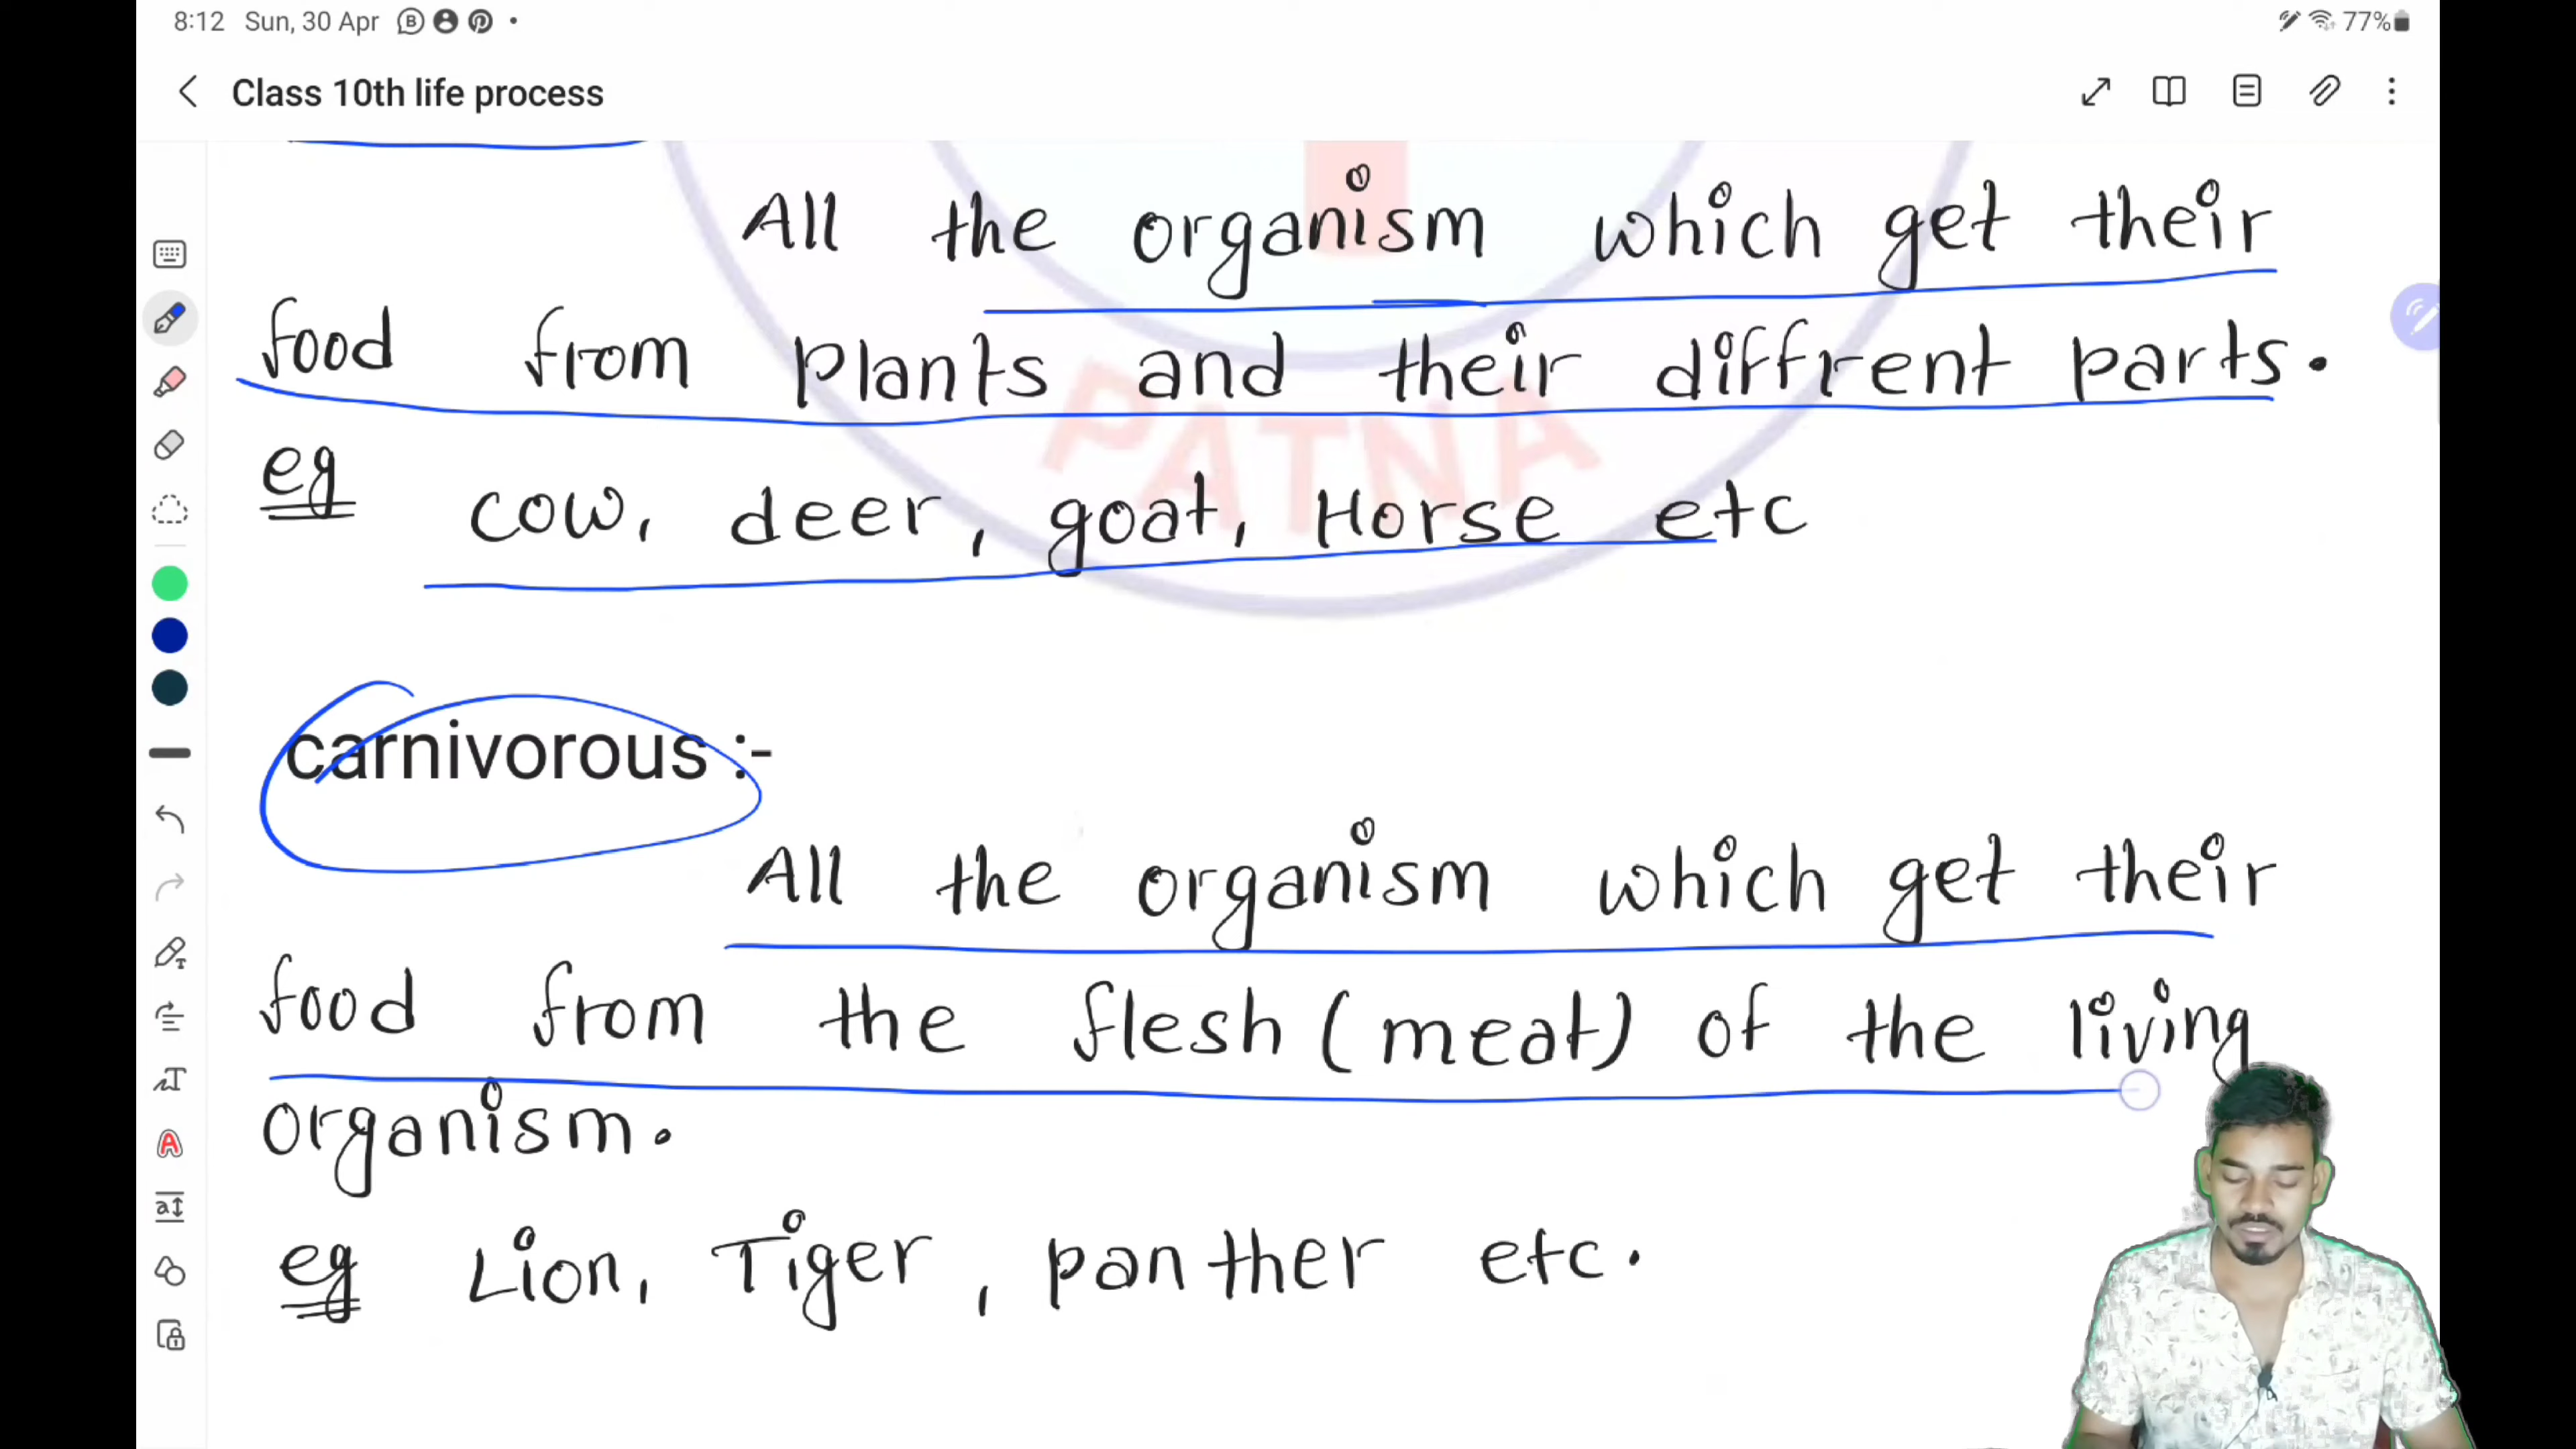 8:12 Sun, 30 Apr 77%
Class 10th life process
All the organism which get their
food from plants and their diffrent parts.
PATNA
eg cow, deer, goat, Horse etc
carnivorous :-
All the organism which get their
food from the flesh (meat) of the living
organism.
eg Lion, Tiger, panther etc.